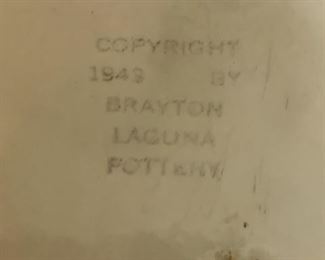 COPYRIGHT
1943 BY
BRAYTON
LAGUNA
POTTERY